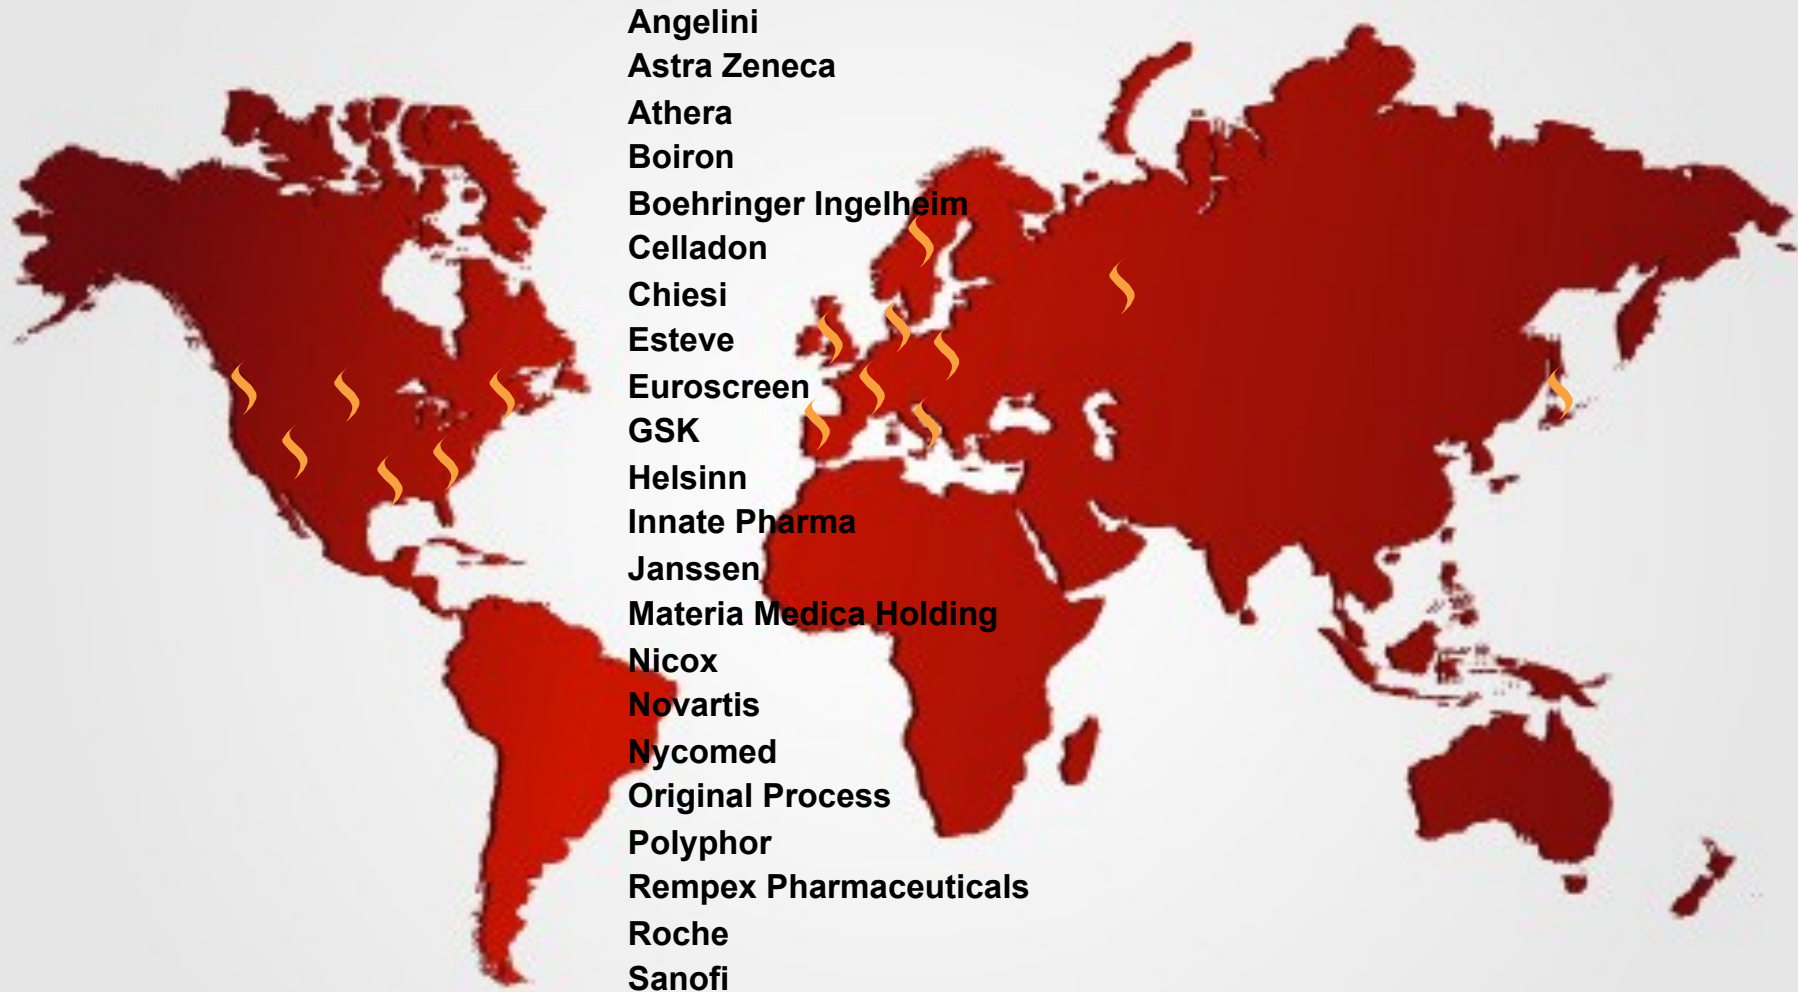 Angelini
Astra Zeneca
Athera
Boiron
Boehringer Ingelheim
Celladon
Chiesi
Esteve
Euroscreen
GSK
Helsinn
Innate Pharma
Janssen
Materia Medica Holding
Nicox
Novartis
Nycomed
Original Process
Polyphor
Rempex Pharmaceuticals
Roche
Sanofi